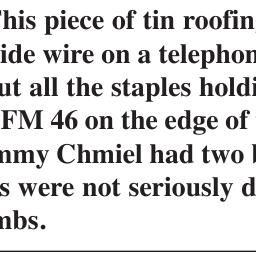 This piece of tin roofin
ide wire on a telephon
ut all the staples holdi
FM 46 on the edge of
mmy Chmiel had two
s were not seriously d
mbs.